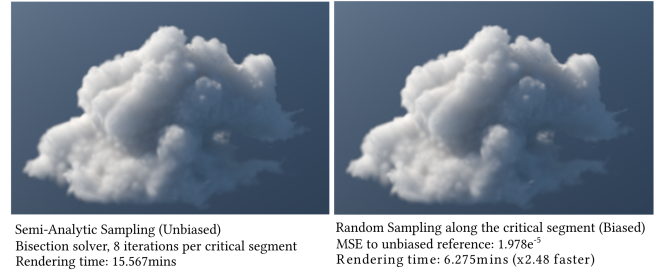 Semi-Analytic Sampling (Unbiased)
Bisection solver, 8 iterations per critical segment
Rendering time: 15.567mins
Random Sampling along the critical segment (Biased)
MSE to unbiased reference: 1.978e⁻⁵
Rendering time: 6.275mins (x2.48 faster)